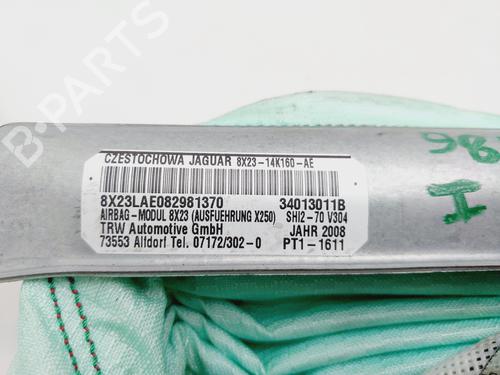 CZESTOCHOWA JAGUAR 8X23-14K160-AE
8X23LAE082981370 34013011B
AIRBAG-MODUL 8X23 (AUSFUEHRUNG X250) SHI2-70 V304
TRW Automotive GmbH JAHR 2008
73553 Alfdorf Tel. 07172/302-0 PT1-1611
98
I
B-PARTS